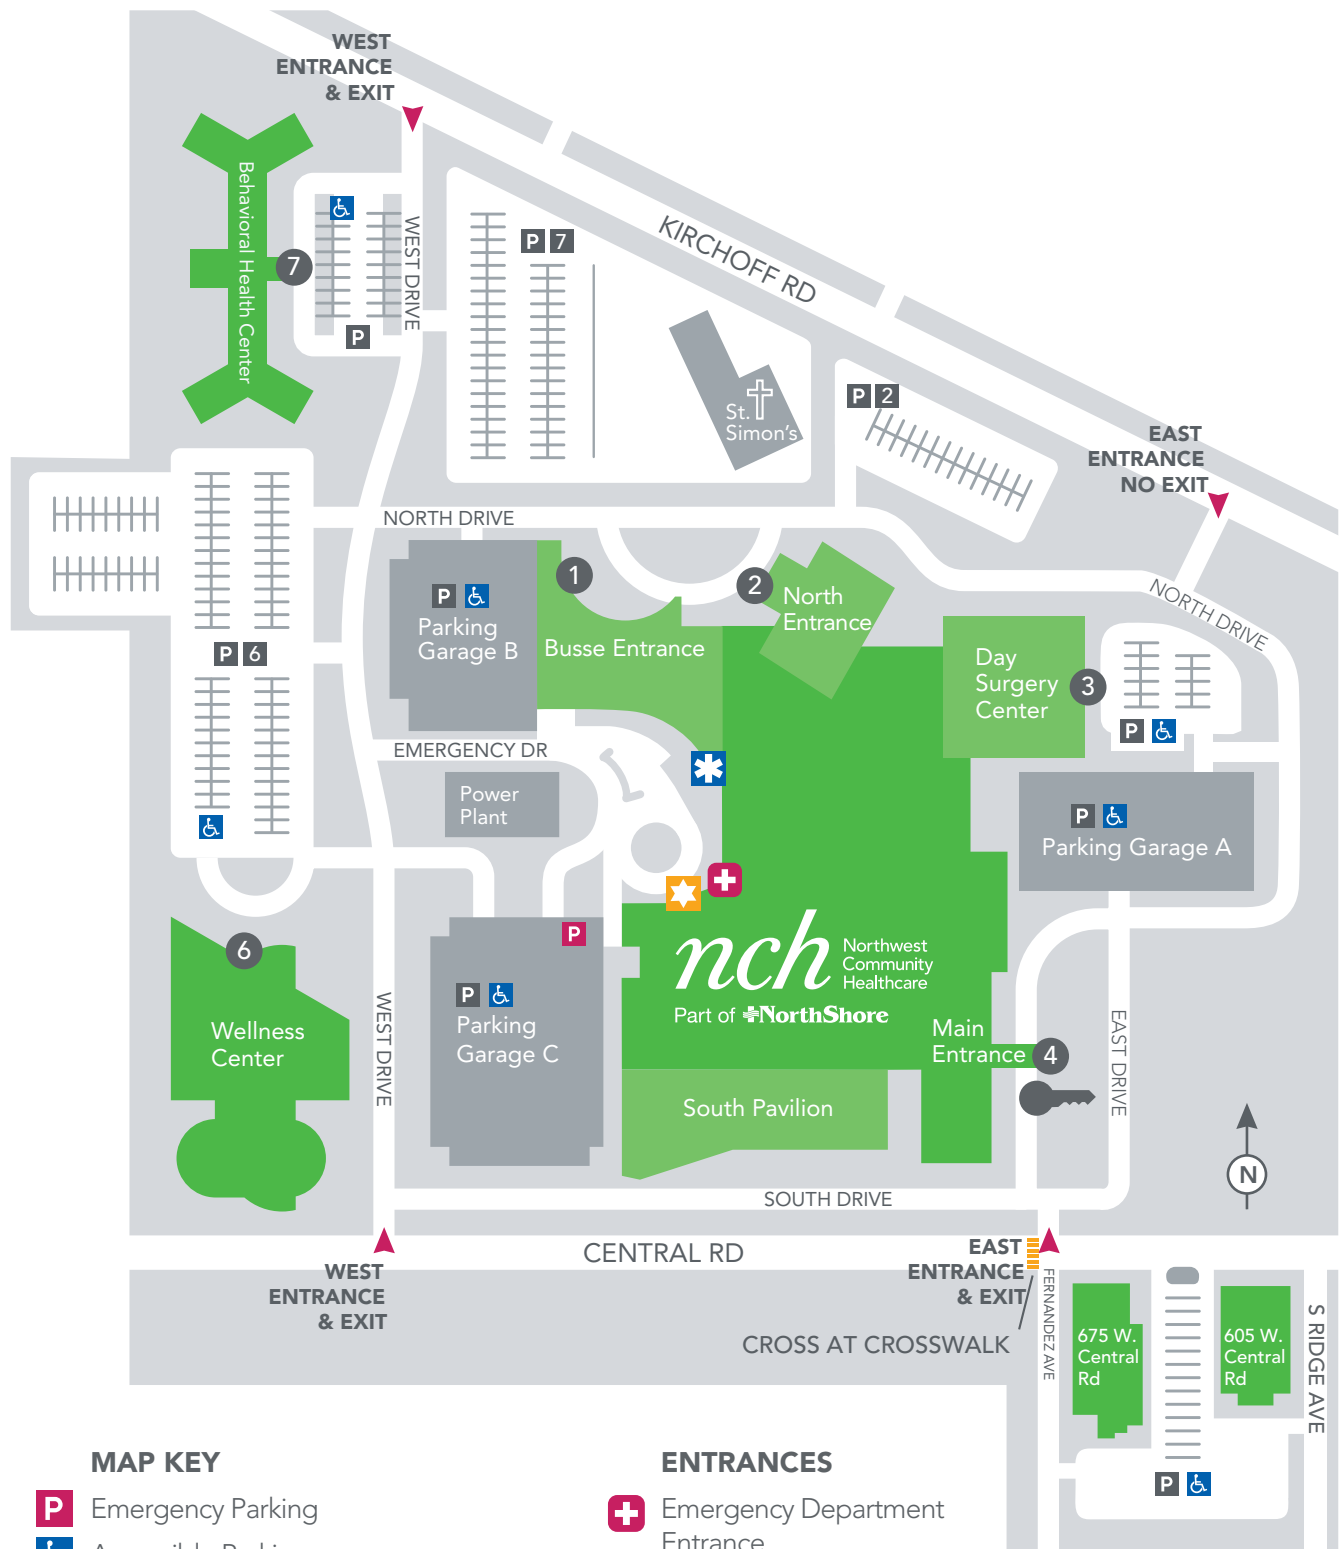 WEST
ENTRANCE
& EXIT
Behavioral Health Center
7
WEST DRIVE
P
P 7
KIRCHOFF RD
St.
Simon's
P 2
EAST
ENTRANCE
NO EXIT
NORTH DRIVE
NORTH DRIVE
1
2
P
Parking
Garage B
Busse Entrance
North
Entrance
Day
Surgery
Center
3
P
P 6
EMERGENCY DR
Power
Plant
P
Parking Garage A
P
6
nch
Northwest
Community
Healthcare
Part of NorthShore
WEST DRIVE
P
Parking
Garage C
Wellness
Center
Main
Entrance
4
EAST DRIVE
South Pavilion
N
SOUTH DRIVE
CENTRAL RD
WEST
ENTRANCE
& EXIT
EAST
ENTRANCE
& EXIT
FERNANDEZ AVE
CROSS AT CROSSWALK
675 W.
Central
Rd
605 W.
Central
Rd
S RIDGE AVE
P
MAP KEY
P Emergency Parking
ENTRANCES
Emergency Department
Entrance